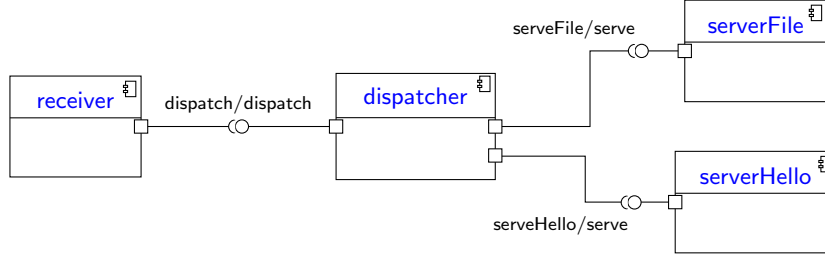 serveFile/serve
serverFile
receiver
dispatch/dispatch
dispatcher
serverHello
serveHello/serve